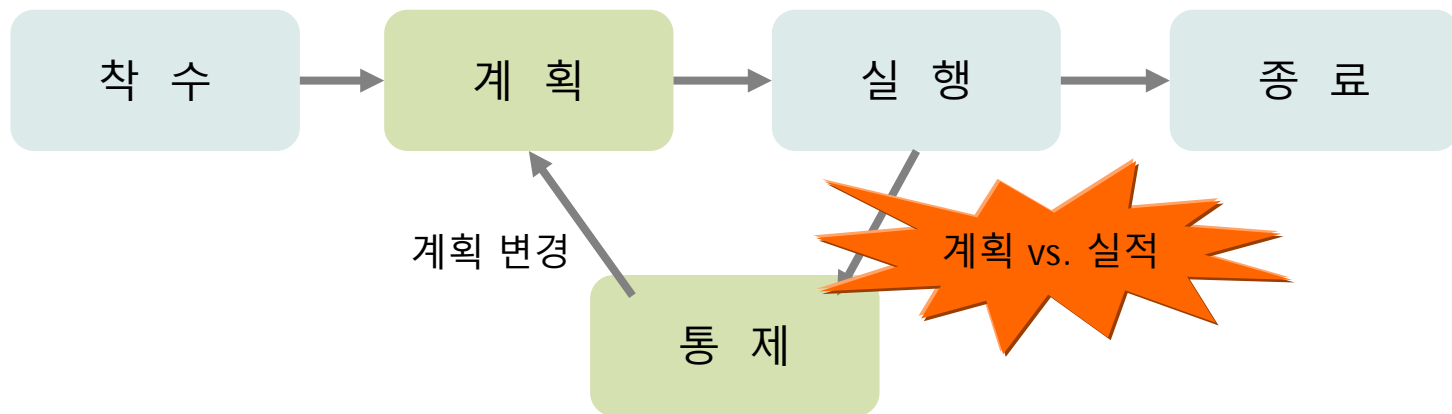 착 수
계 획
실 행
종 료
계획 변경
계획 vs. 실적
통 제